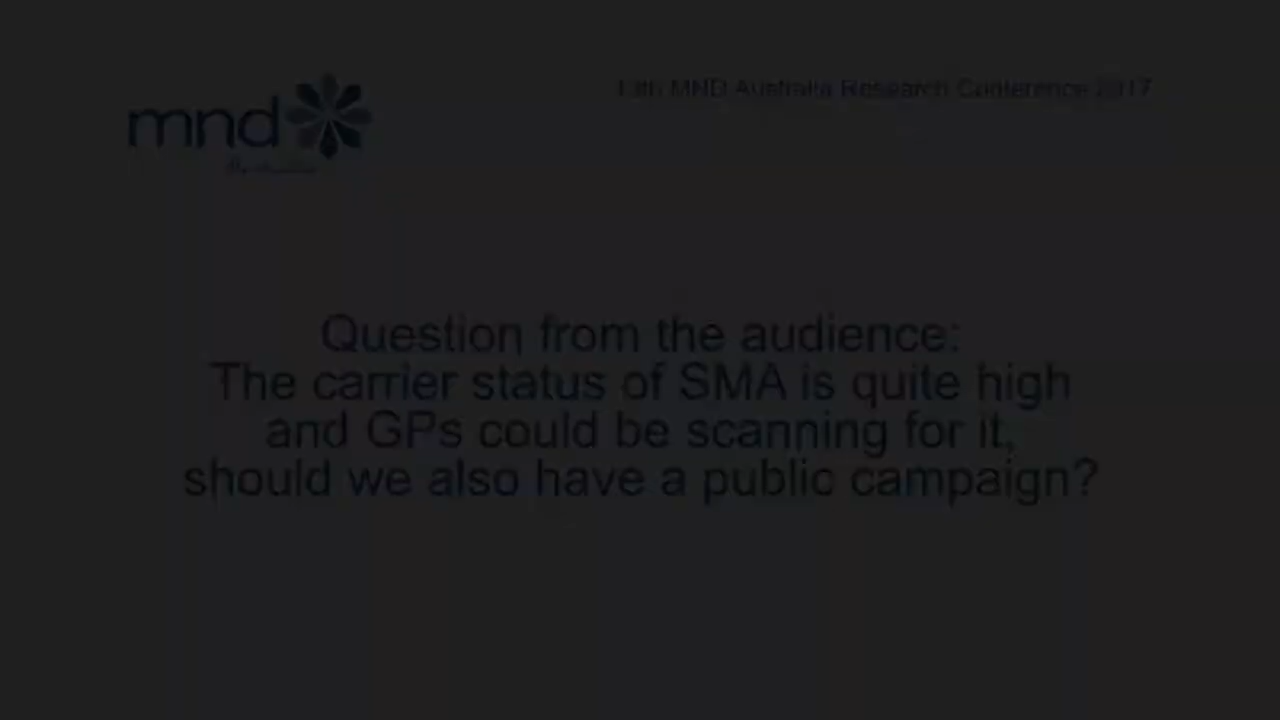 mnd
MND Australia Research Conference 2017
Question from the audience:
The carrier status of SMA is quite high
and GPs could be scanning for it,
should we also have a public campaign?